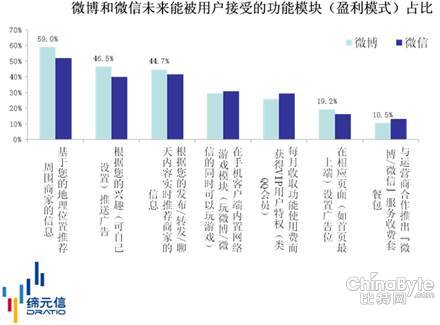 微博和微信未来能被用户接受的功能模块（盈利模式）占比
70%
60%
50%
40%
30%
20%
10%
0%
59.0%
46.5%
44.7%
19.2%
10.5%
微博
微信
基于您的地理位置推荐
周围商家的信息
根据您的兴趣（可自己
设置）推送广告
根据您的发布（转发/聊
天内容实时推荐商家的
信息
在手机客户端内置网络
游戏模块（玩微博/微
信的同时可以玩游戏）
每月收取功能使用费而
获得VIP用户特权（类
QQ会员）
在相应页面（如首页最
上端）设置广告位
与运营商合作推出『微
博/微信』服务收费套
餐包
缔元信
DRATIO
ChinaByte
比特网